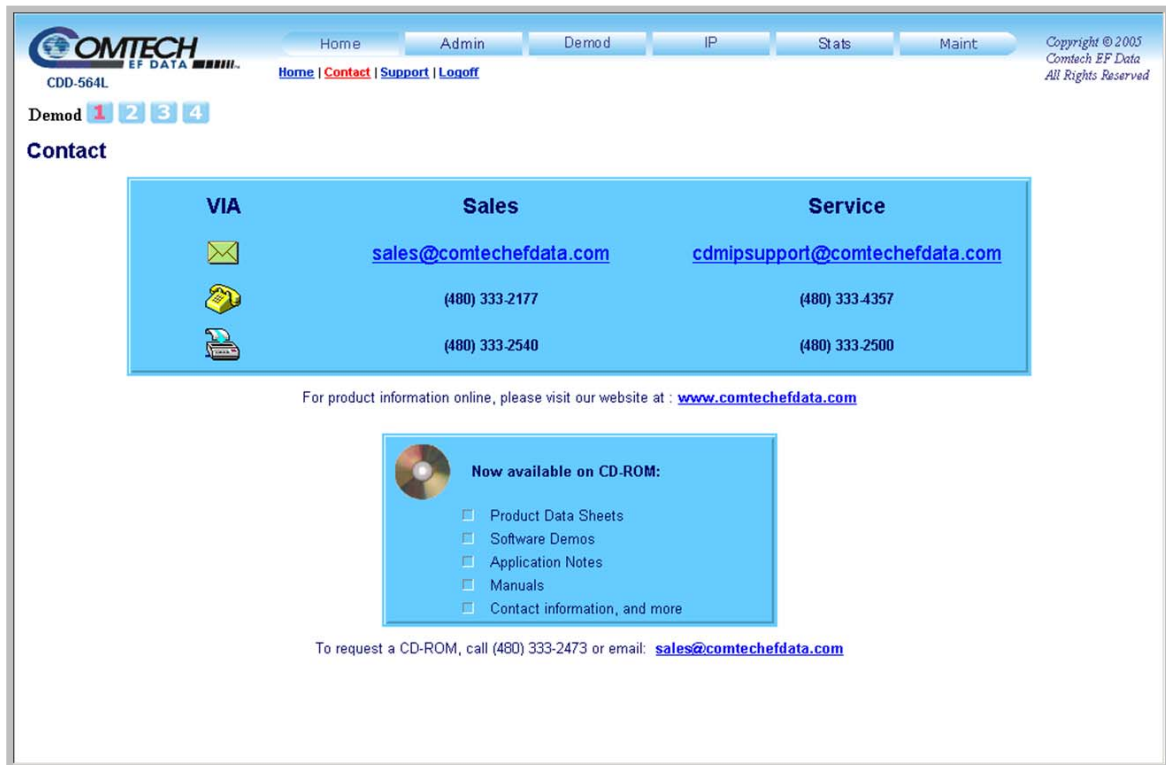 COMTECH
EF DATA
CDD-564L
Home Admin Demod IP Stats Maint
Home | Contact | Support | Logoff
Copyright © 2005
Comtech EF Data
All Rights Reserved
Demod 1 2 3 4
Contact
VIA Sales Service
sales@comtechefdata.com cdmipsupport@comtechefdata.com
(480) 333-2177 (480) 333-4357
(480) 333-2540 (480) 333-2500
For product information online, please visit our website at : www.comtechefdata.com
Now available on CD-ROM:
Product Data Sheets
Software Demos
Application Notes
Manuals
Contact information, and more
To request a CD-ROM, call (480) 333-2473 or email: sales@comtechefdata.com